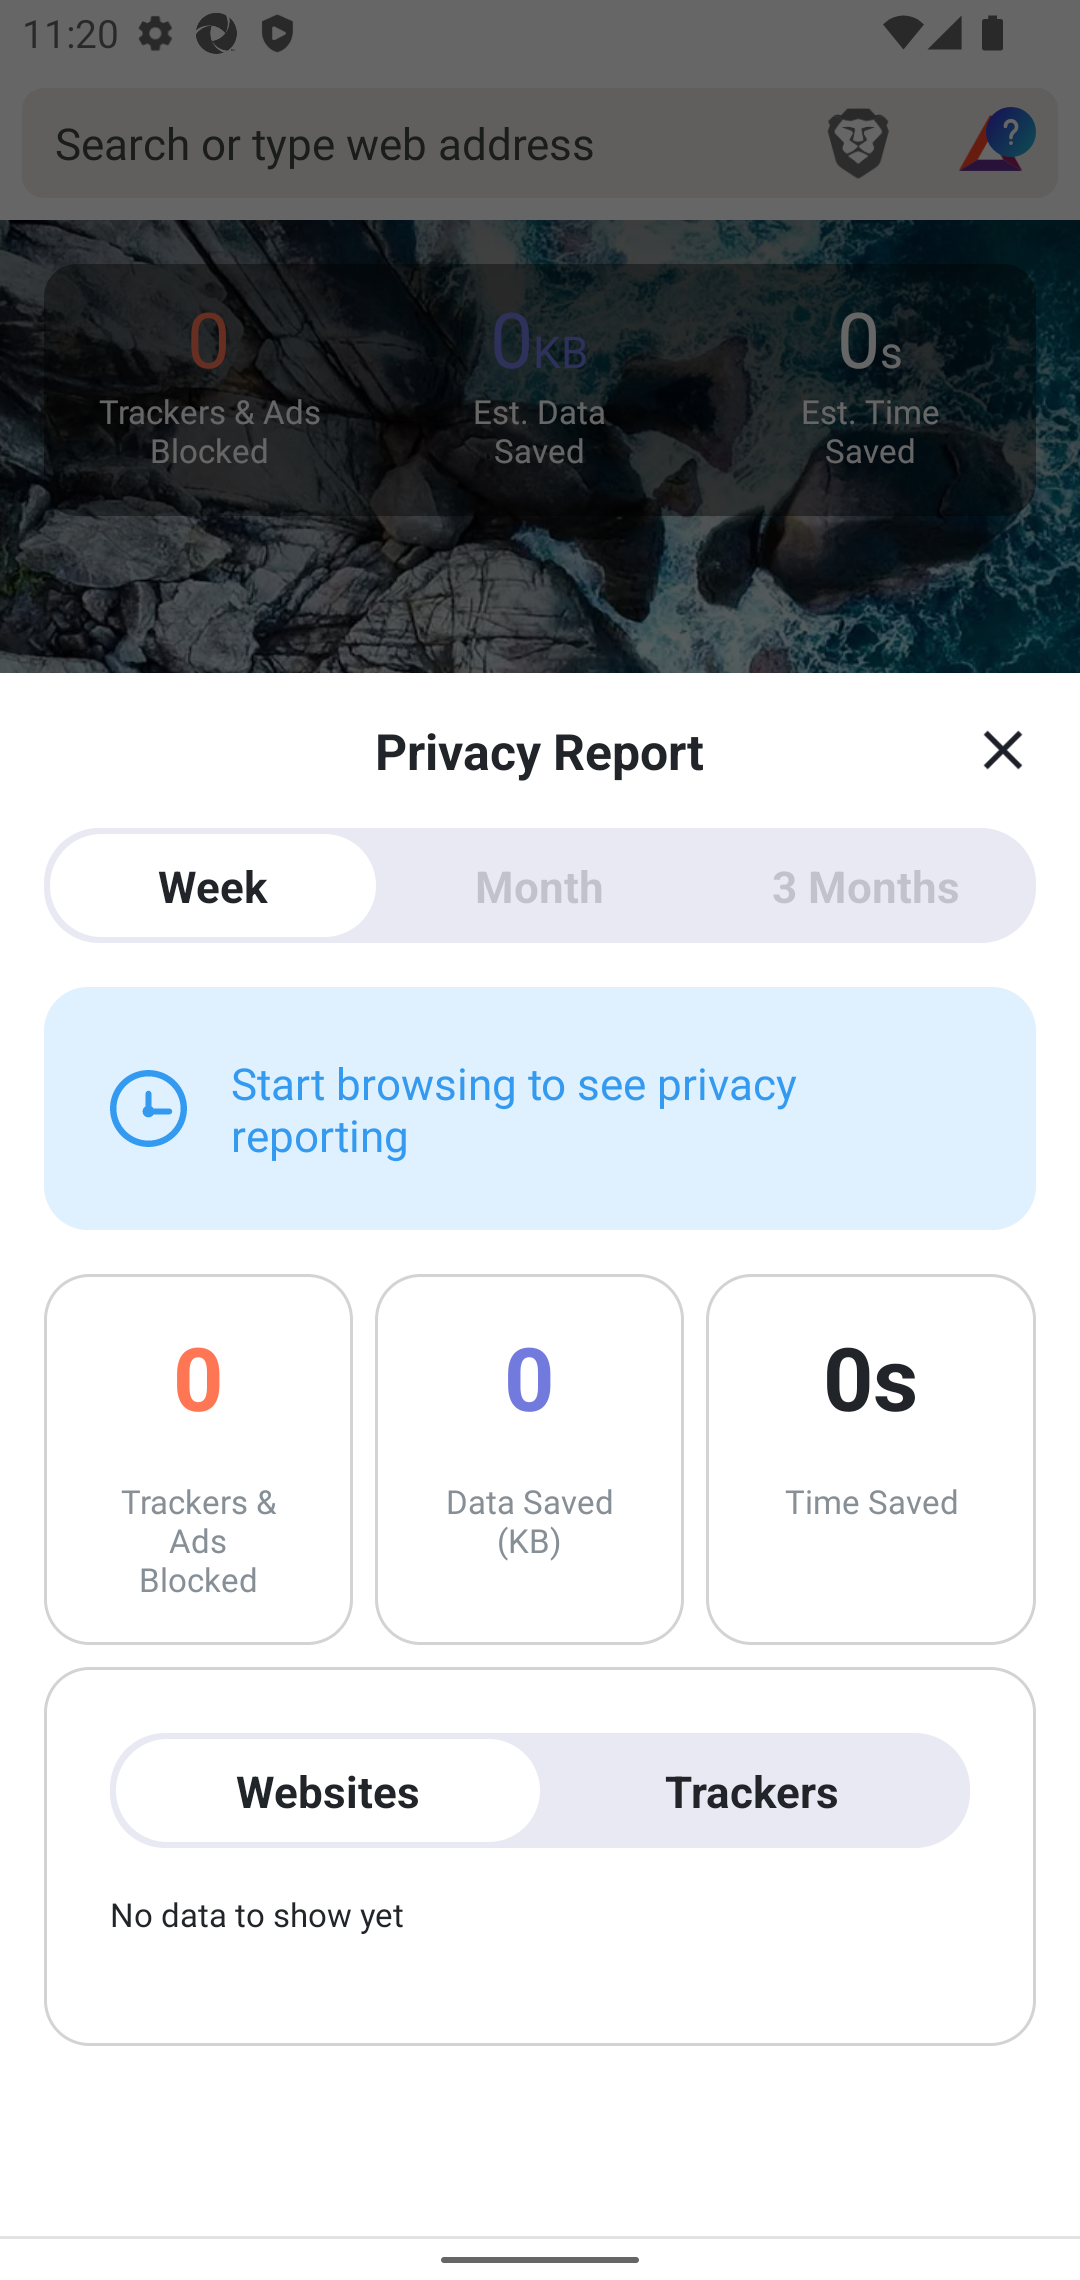 11:20
Search or type web address
?
0 0KB 0s
Trackers & Ads Est. Data Est. Time
Blocked Saved Saved
Privacy Report
Week Month 3 Months
Start browsing to see privacy
reporting
0 0 0s
Trackers & Data Saved Time Saved
Ads (KB)
Blocked
Websites Trackers
No data to show yet